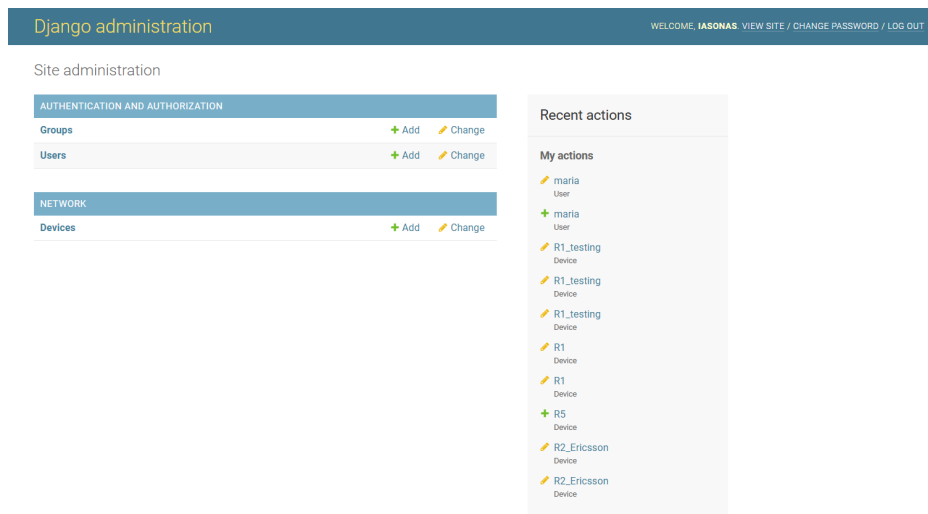 Django administration
WELCOME, IASONAS. VIEW SITE / CHANGE PASSWORD / LOG OUT
Site administration
AUTHENTICATION AND AUTHORIZATION
Groups Add Change
Users Add Change
NETWORK
Devices Add Change
Recent actions
My actions
maria
User
maria
User
R1_testing
Device
R1_testing
Device
R1_testing
Device
R1
Device
R1
Device
R5
Device
R2_Ericsson
Device
R2_Ericsson
Device